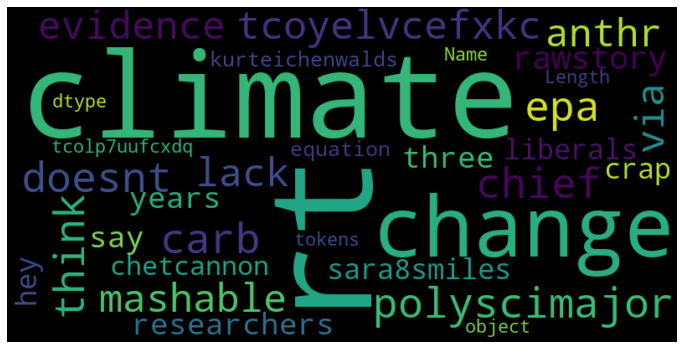 evidence tcoyelvcefxkc anthr
kurteichenwalds Name rawstory
climate Length
dtype epa via
tcolp7uufcxdq equation three liberals
doesnt lack chief crap
years rt change
think say carb tokens
hey chetcannon sara8smiles
mashable polyscimajor
researchers object